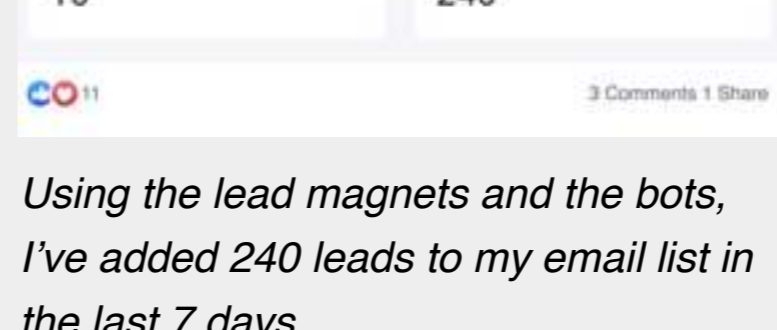 240
11
3 Comments 1 Share
Using the lead magnets and the bots,
I've added 240 leads to my email list in
the last 7 days